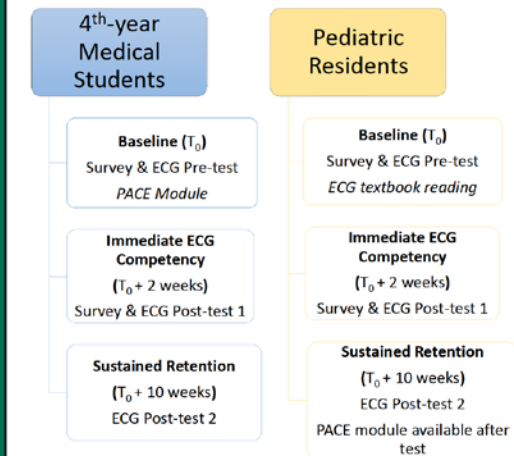 4th-year
Medical
Students
Baseline (T0)
Survey & ECG Pre-test
PACE Module
Immediate ECG
Competency
(T0 + 2 weeks)
Survey & ECG Post-test 1
Sustained Retention
(T0 + 10 weeks)
ECG Post-test 2
Pediatric
Residents
Baseline (T0)
Survey & ECG Pre-test
ECG textbook reading
Immediate ECG
Competency
(T0 + 2 weeks)
Survey & ECG Post-test 1
Sustained Retention
(T0 + 10 weeks)
ECG Post-test 2
PACE module available after
test